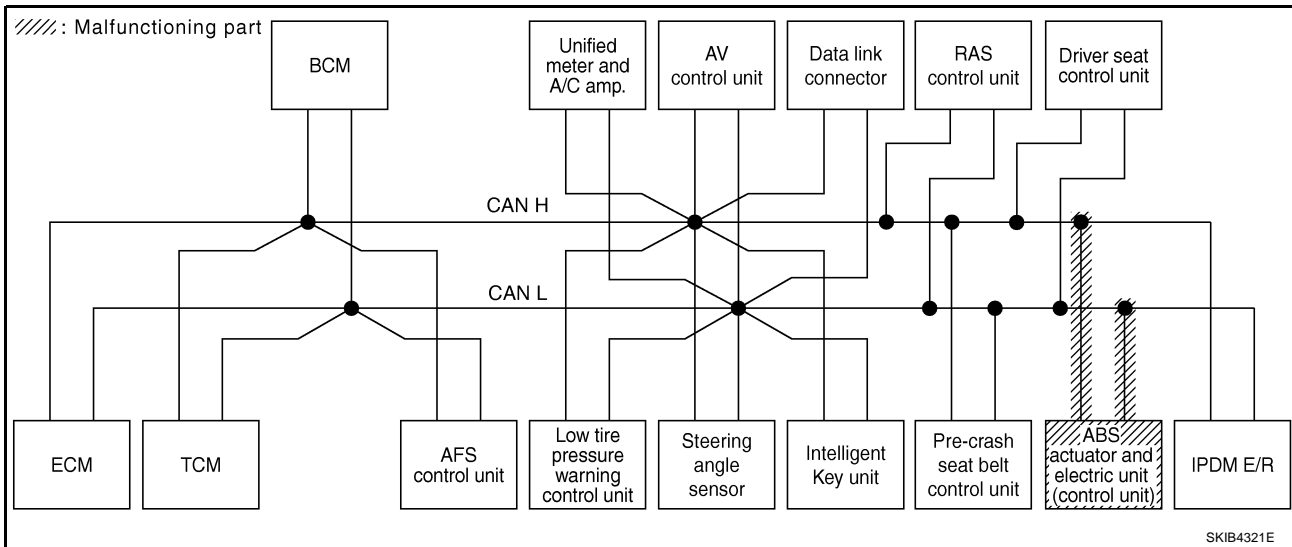 : Malfunctioning part
BCM
Unified
meter and
A/C amp.
AV
control unit
Data link
connector
RAS
control unit
Driver seat
control unit
CAN H
CAN L
ECM
TCM
AFS
control unit
Low tire
pressure
warning
control unit
Steering
angle
sensor
Intelligent
Key unit
Pre-crash
seat belt
control unit
ABS
actuator and
electric unit
(control unit)
IPDM E/R
SKIB4321E